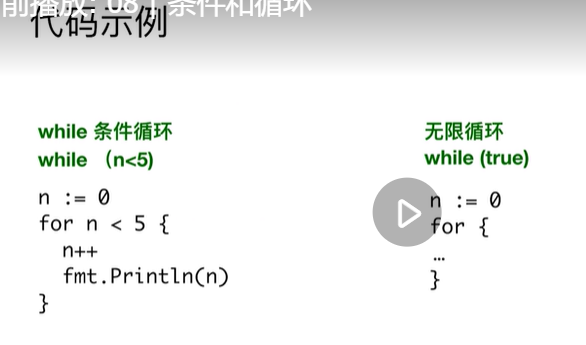 前播放: 08 | 条件和循环
代码示例
while 条件循环
while （n<5)
n := 0
for n < 5 {
n++
fmt.Println(n)
}
无限循环
while (true)
n := 0
for {
…
}